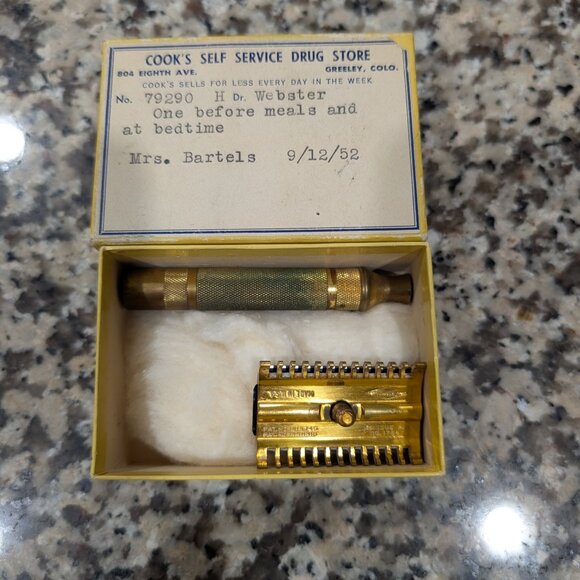 COOK'S SELF SERVICE DRUG STORE
804 EIGHTH AVE. GREELEY, COLO.
COOK'S SELLS FOR LESS EVERY DAY IN THE WEEK
No. 79290 H Dr. Webster
One before meals and
at bedtime
Mrs. Bartels 9/12/52